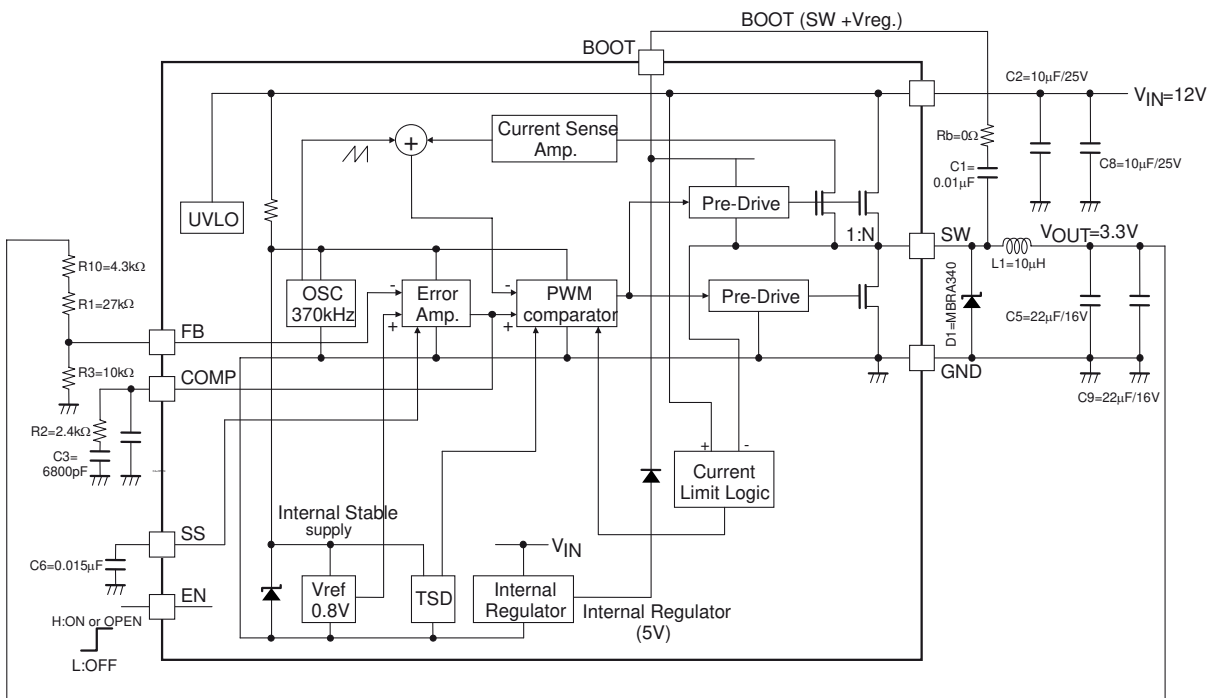 BOOT (SW +Vreg.)
BOOT
C2=10μF/25V
VIN=12V
Rb=0Ω
C8=10μF/25V
C1=
0.01μF
Current Sense
Amp.
+
UVLO
Pre-Drive
1:N
SW
VOUT=3.3V
L1=10μH
R10=4.3kΩ
R1=27kΩ
OSC
370kHz
-
Error
Amp.
+
-
PWM
comparator
+
Pre-Drive
D1=MBRA340
C5=22μF/16V
FB
GND
C9=22μF/16V
R3=10kΩ
COMP
R2=2.4kΩ
C3=
6800pF
+
-
Current
Limit Logic
Internal Stable
supply
SS
VIN
C6=0.015μF
Vref
0.8V
TSD
Internal
Regulator
Internal Regulator
(5V)
EN
H:ON or OPEN
L:OFF